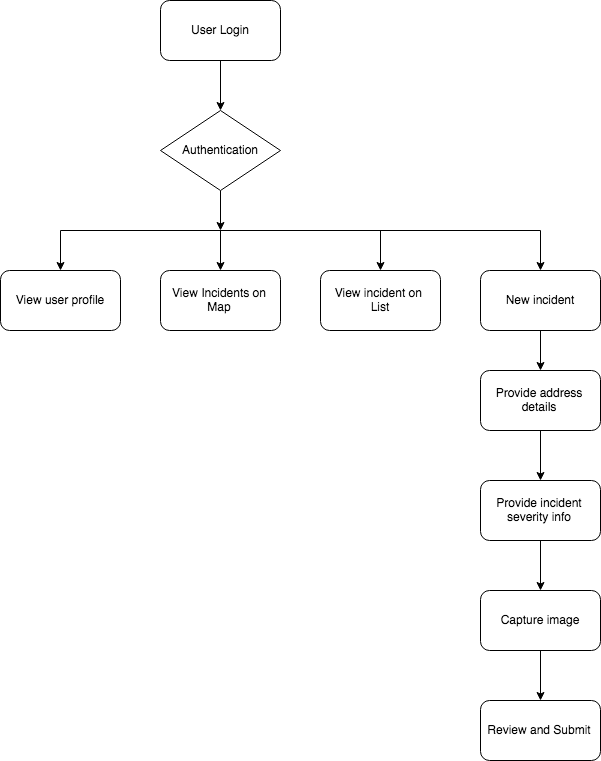 User Login
Authentication
View user profile
View Incidents on
Map
View incident on
List
New incident
Provide address
details
Provide incident
severity info
Capture image
Review and Submit